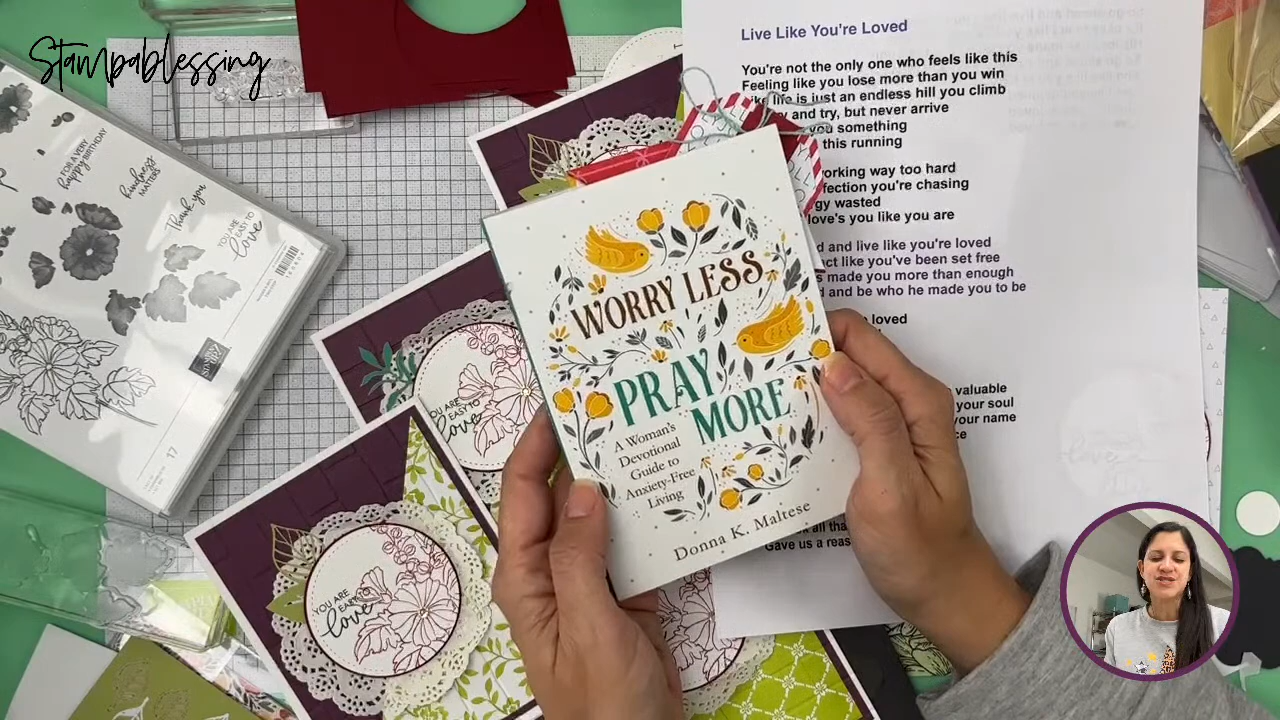 Stampablessing
Live Like You're Loved
You're not the only one who feels like this
Feeling like you lose more than you win
Like life is just an endless hill you climb
and try, but never arrive
you something
this running
working way too hard
fection you're chasing
gy wasted
love's you like you are
d and live like you're loved
act like you've been set free
s made you more than enough
d and be who he made you to be
loved
valuable
your soul
your name
ce
all tha
Gave us a reas
WORRY LESS
PRAY
MORE
A Woman's
Devotional
Guide to
Anxiety-Free
Living
Donna K. Maltese
FOR A VERY
happy BIRTHDAY
kindness
MATTERS
Thank you
YOU ARE
EASY TO
love
17
YOU ARE
EASY TO
love
YOU ARE
EASY TO
love